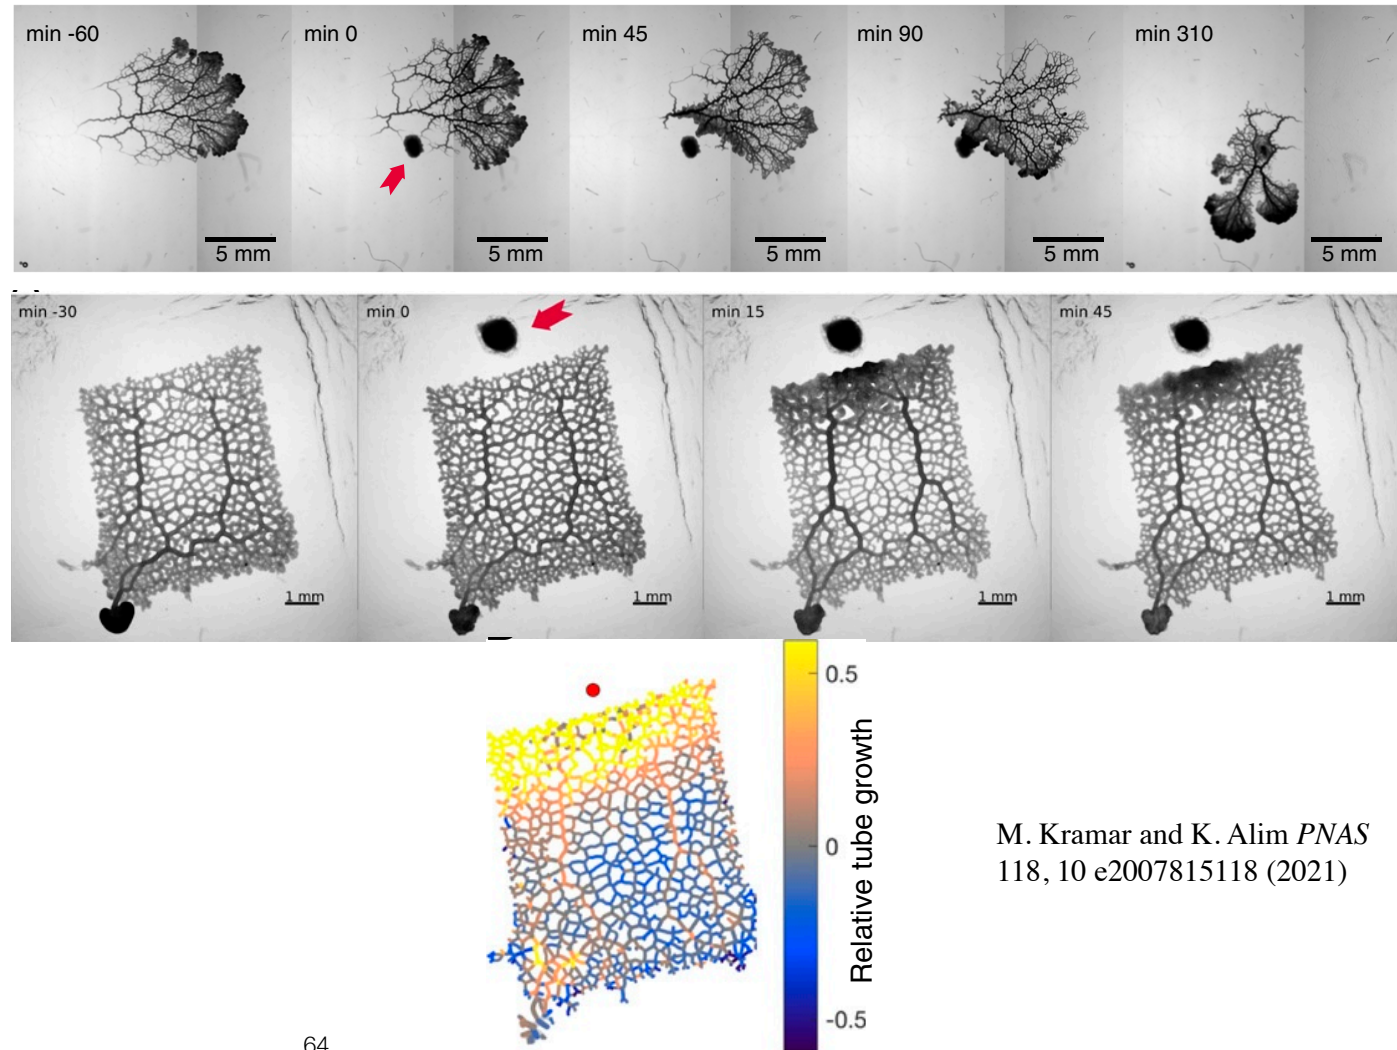 min -60
min 0
min 45
min 90
min 310
5 mm
5 mm
5 mm
5 mm
5 mm
min -30
min 0
min 15
min 45
1 mm
1 mm
1 mm
1 mm
0.5
0
-0.5
Relative tube growth
M. Kramar and K. Alim PNAS
118, 10 e2007815118 (2021)
64